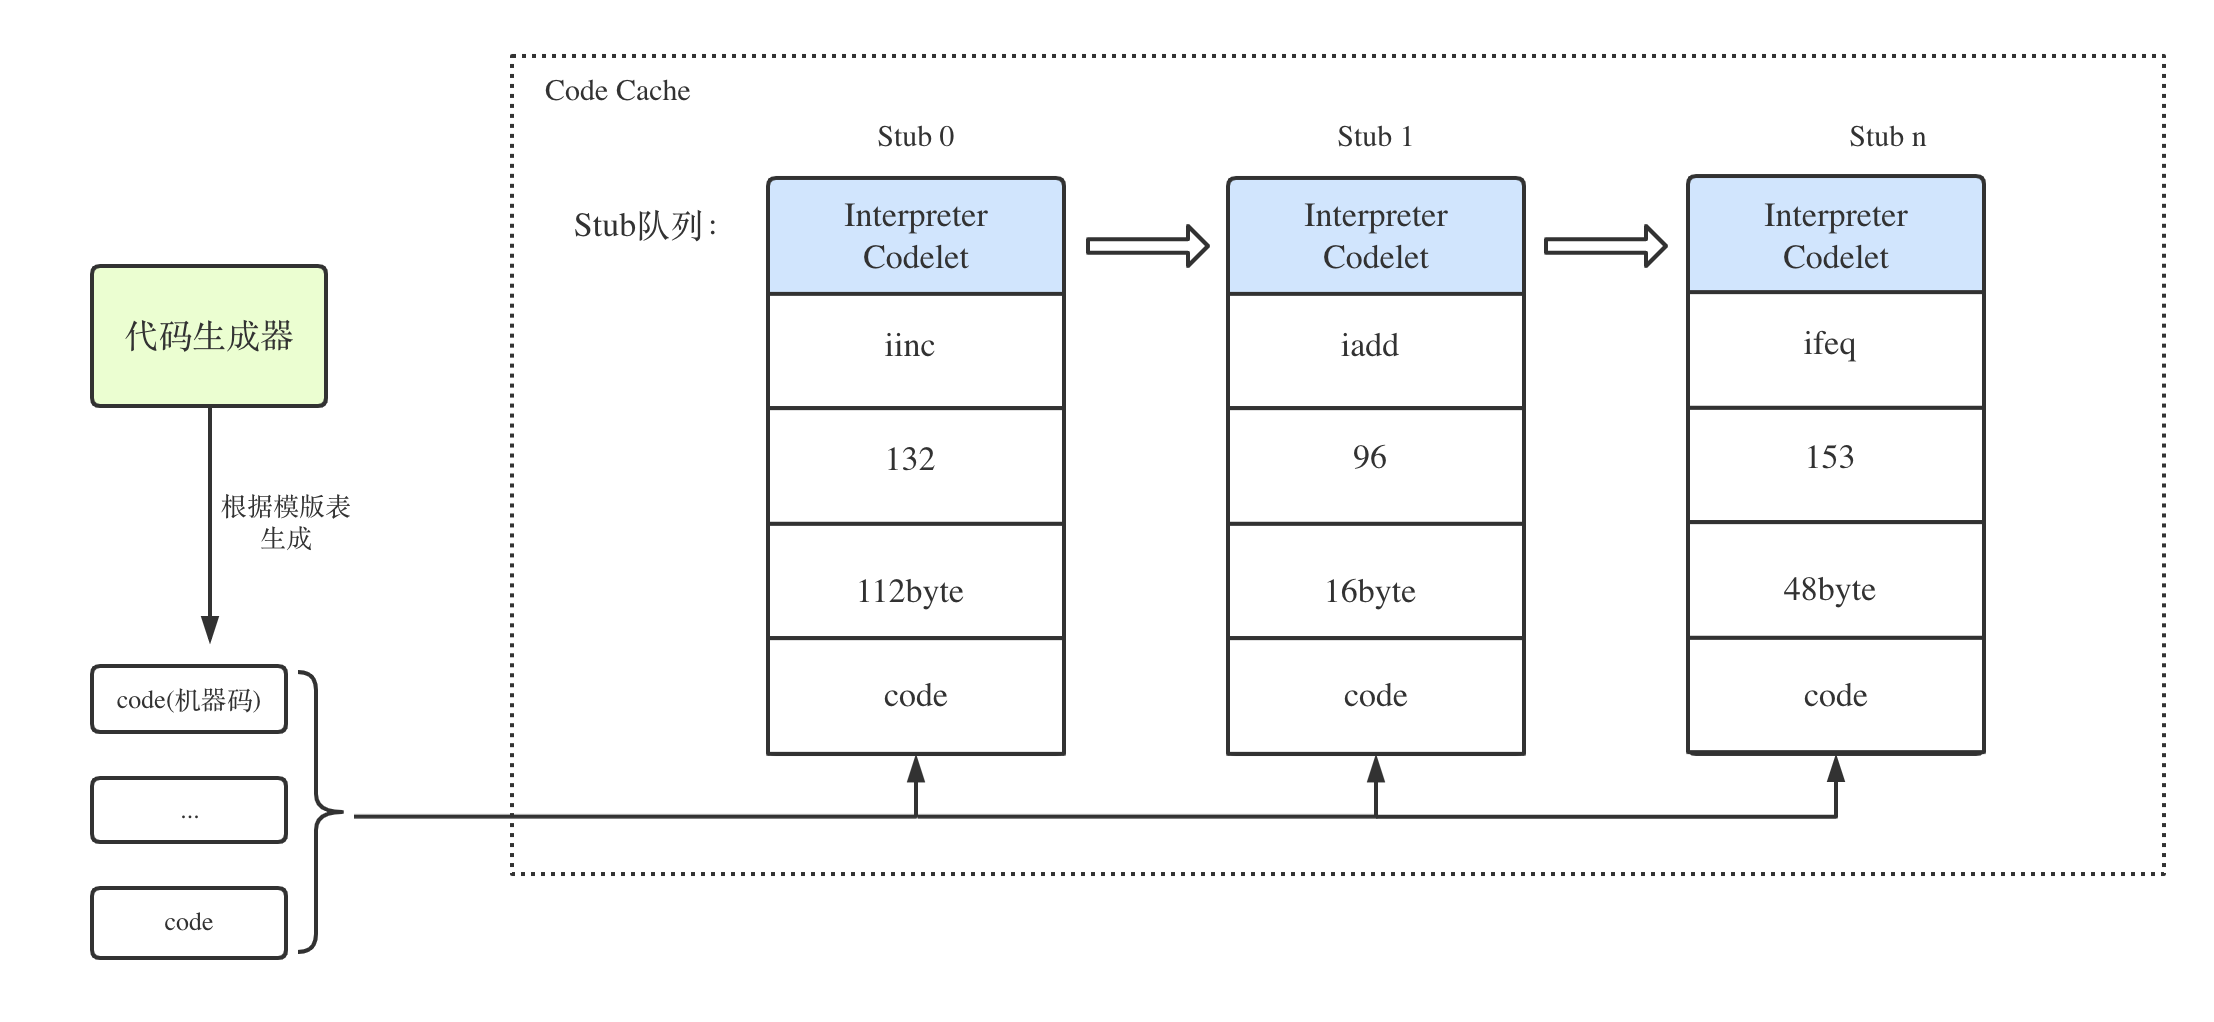 Code Cache
Stub 0
Stub 1
Stub n
Stub队列：
Interpreter
Codelet
Interpreter
Codelet
Interpreter
Codelet
iinc
iadd
ifeq
132
96
153
112byte
16byte
48byte
code
code
code
代码生成器
根据模版表
生成
code(机器码)
...
code